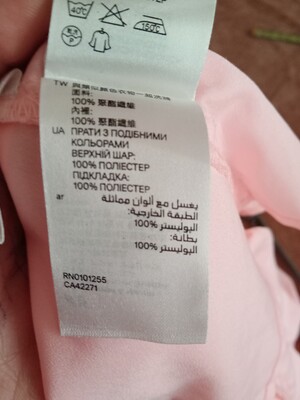 40℃
150℃
P
TW
面料:
100% 聚酯纖維
內裡:
100% 聚酯纖維
UA ПРАТИ З ПОДІБНИМИ
КОЛЬОРАМИ
ВЕРХНІЙ ШАР:
100% ПОЛІЕСТЕР
ПІДКЛАДКА:
100% ПОЛІЕСТЕР
ar يغسل مع ألوان مماثلة
الطبقة الخارجية:
البوليستر %100
بطانة:
البوليستر %100
RN0101255
CA42271